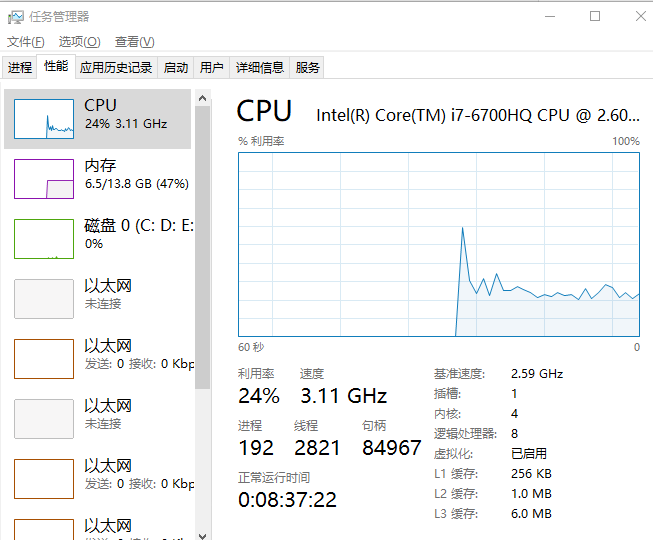 任务管理器
文件(F) 选项(O) 查看(V)
进程 性能 应用历史记录 启动 用户 详细信息 服务
CPU
24% 3.11 GHz
内存
6.5/13.8 GB (47%)
磁盘 0 (C: D: E:
0%
以太网
未连接
以太网
发送: 0 接收: 0 Kbp
以太网
未连接
以太网
发送: 0 接收: 0 Kbp
以太网
CPU Intel(R) Core(TM) i7-6700HQ CPU @ 2.60...
% 利用率 100%
60 秒 0
利用率 速度
24% 3.11 GHz
进程 线程 句柄
192 2821 84967
正常运行时间
0:08:37:22
基准速度: 2.59 GHz
插槽: 1
内核: 4
逻辑处理器: 8
虚拟化: 已启用
L1 缓存: 256 KB
L2 缓存: 1.0 MB
L3 缓存: 6.0 MB